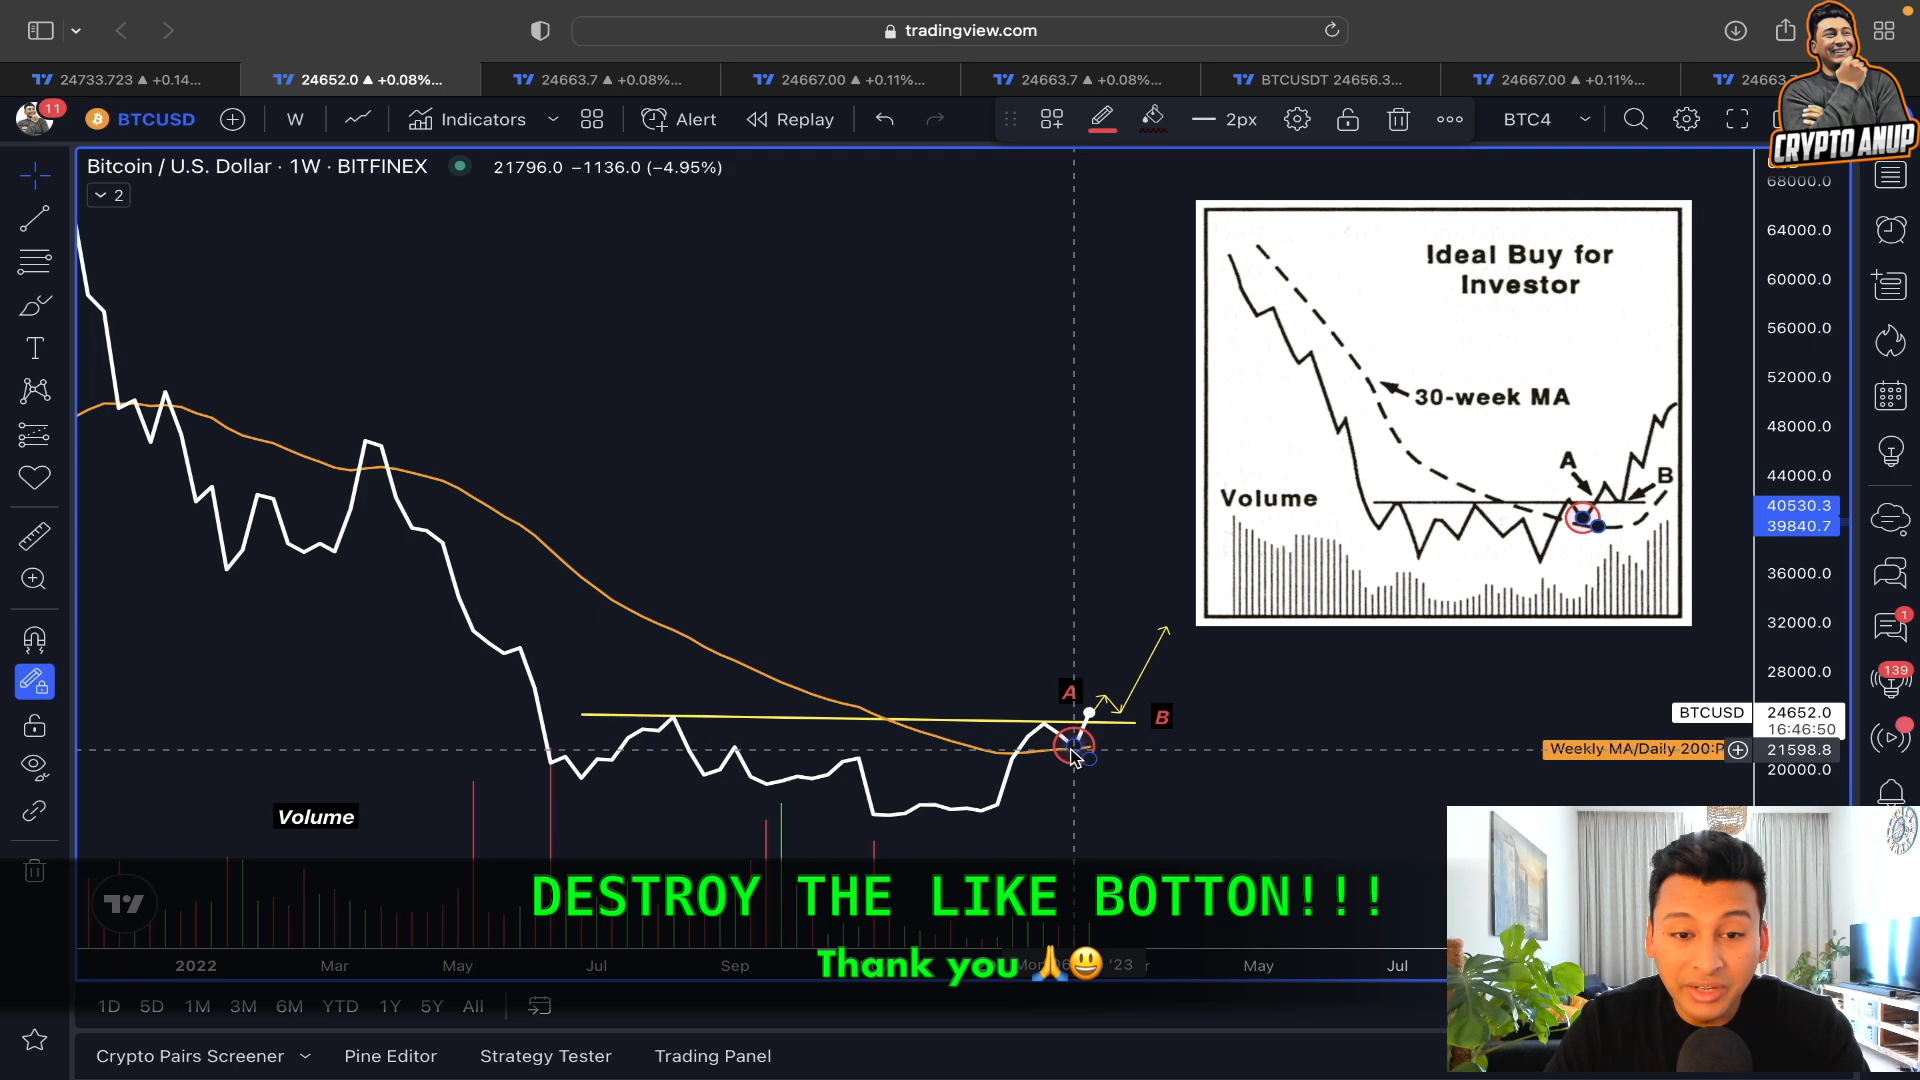 tradingview.com
24733.723 ▲ +0.14...
24652.0 ▲ +0.08%...
24663.7 ▲ +0.08%...
24667.00 ▲ +0.11%...
24663.7 ▲ +0.08%...
BTCUSDT 24656.3...
24667.00 ▲ +0.11%...
24663.7
11
BTCUSD
W
Indicators
Alert
Replay
2px
BTC4
CRYPTO ANUP
Bitcoin / U.S. Dollar · 1W · BITFINEX
21796.0 −1136.0 (−4.95%)
2
68000.0
64000.0
60000.0
56000.0
52000.0
48000.0
44000.0
40530.3
39840.7
36000.0
32000.0
28000.0
BTCUSD 24652.0
16:46:50
Weekly MA/Daily 200:P
21598.8
20000.0
Ideal Buy for
Investor
30-week MA
A
B
Volume
A
B
Volume
1
139
DESTROY THE LIKE BOTTON!!!
Thank you 🙏😃
2022
Mar
May
Jul
Sep
'23
May
Jul
1D
5D
1M
3M
6M
YTD
1Y
5Y
All
Crypto Pairs Screener
Pine Editor
Strategy Tester
Trading Panel